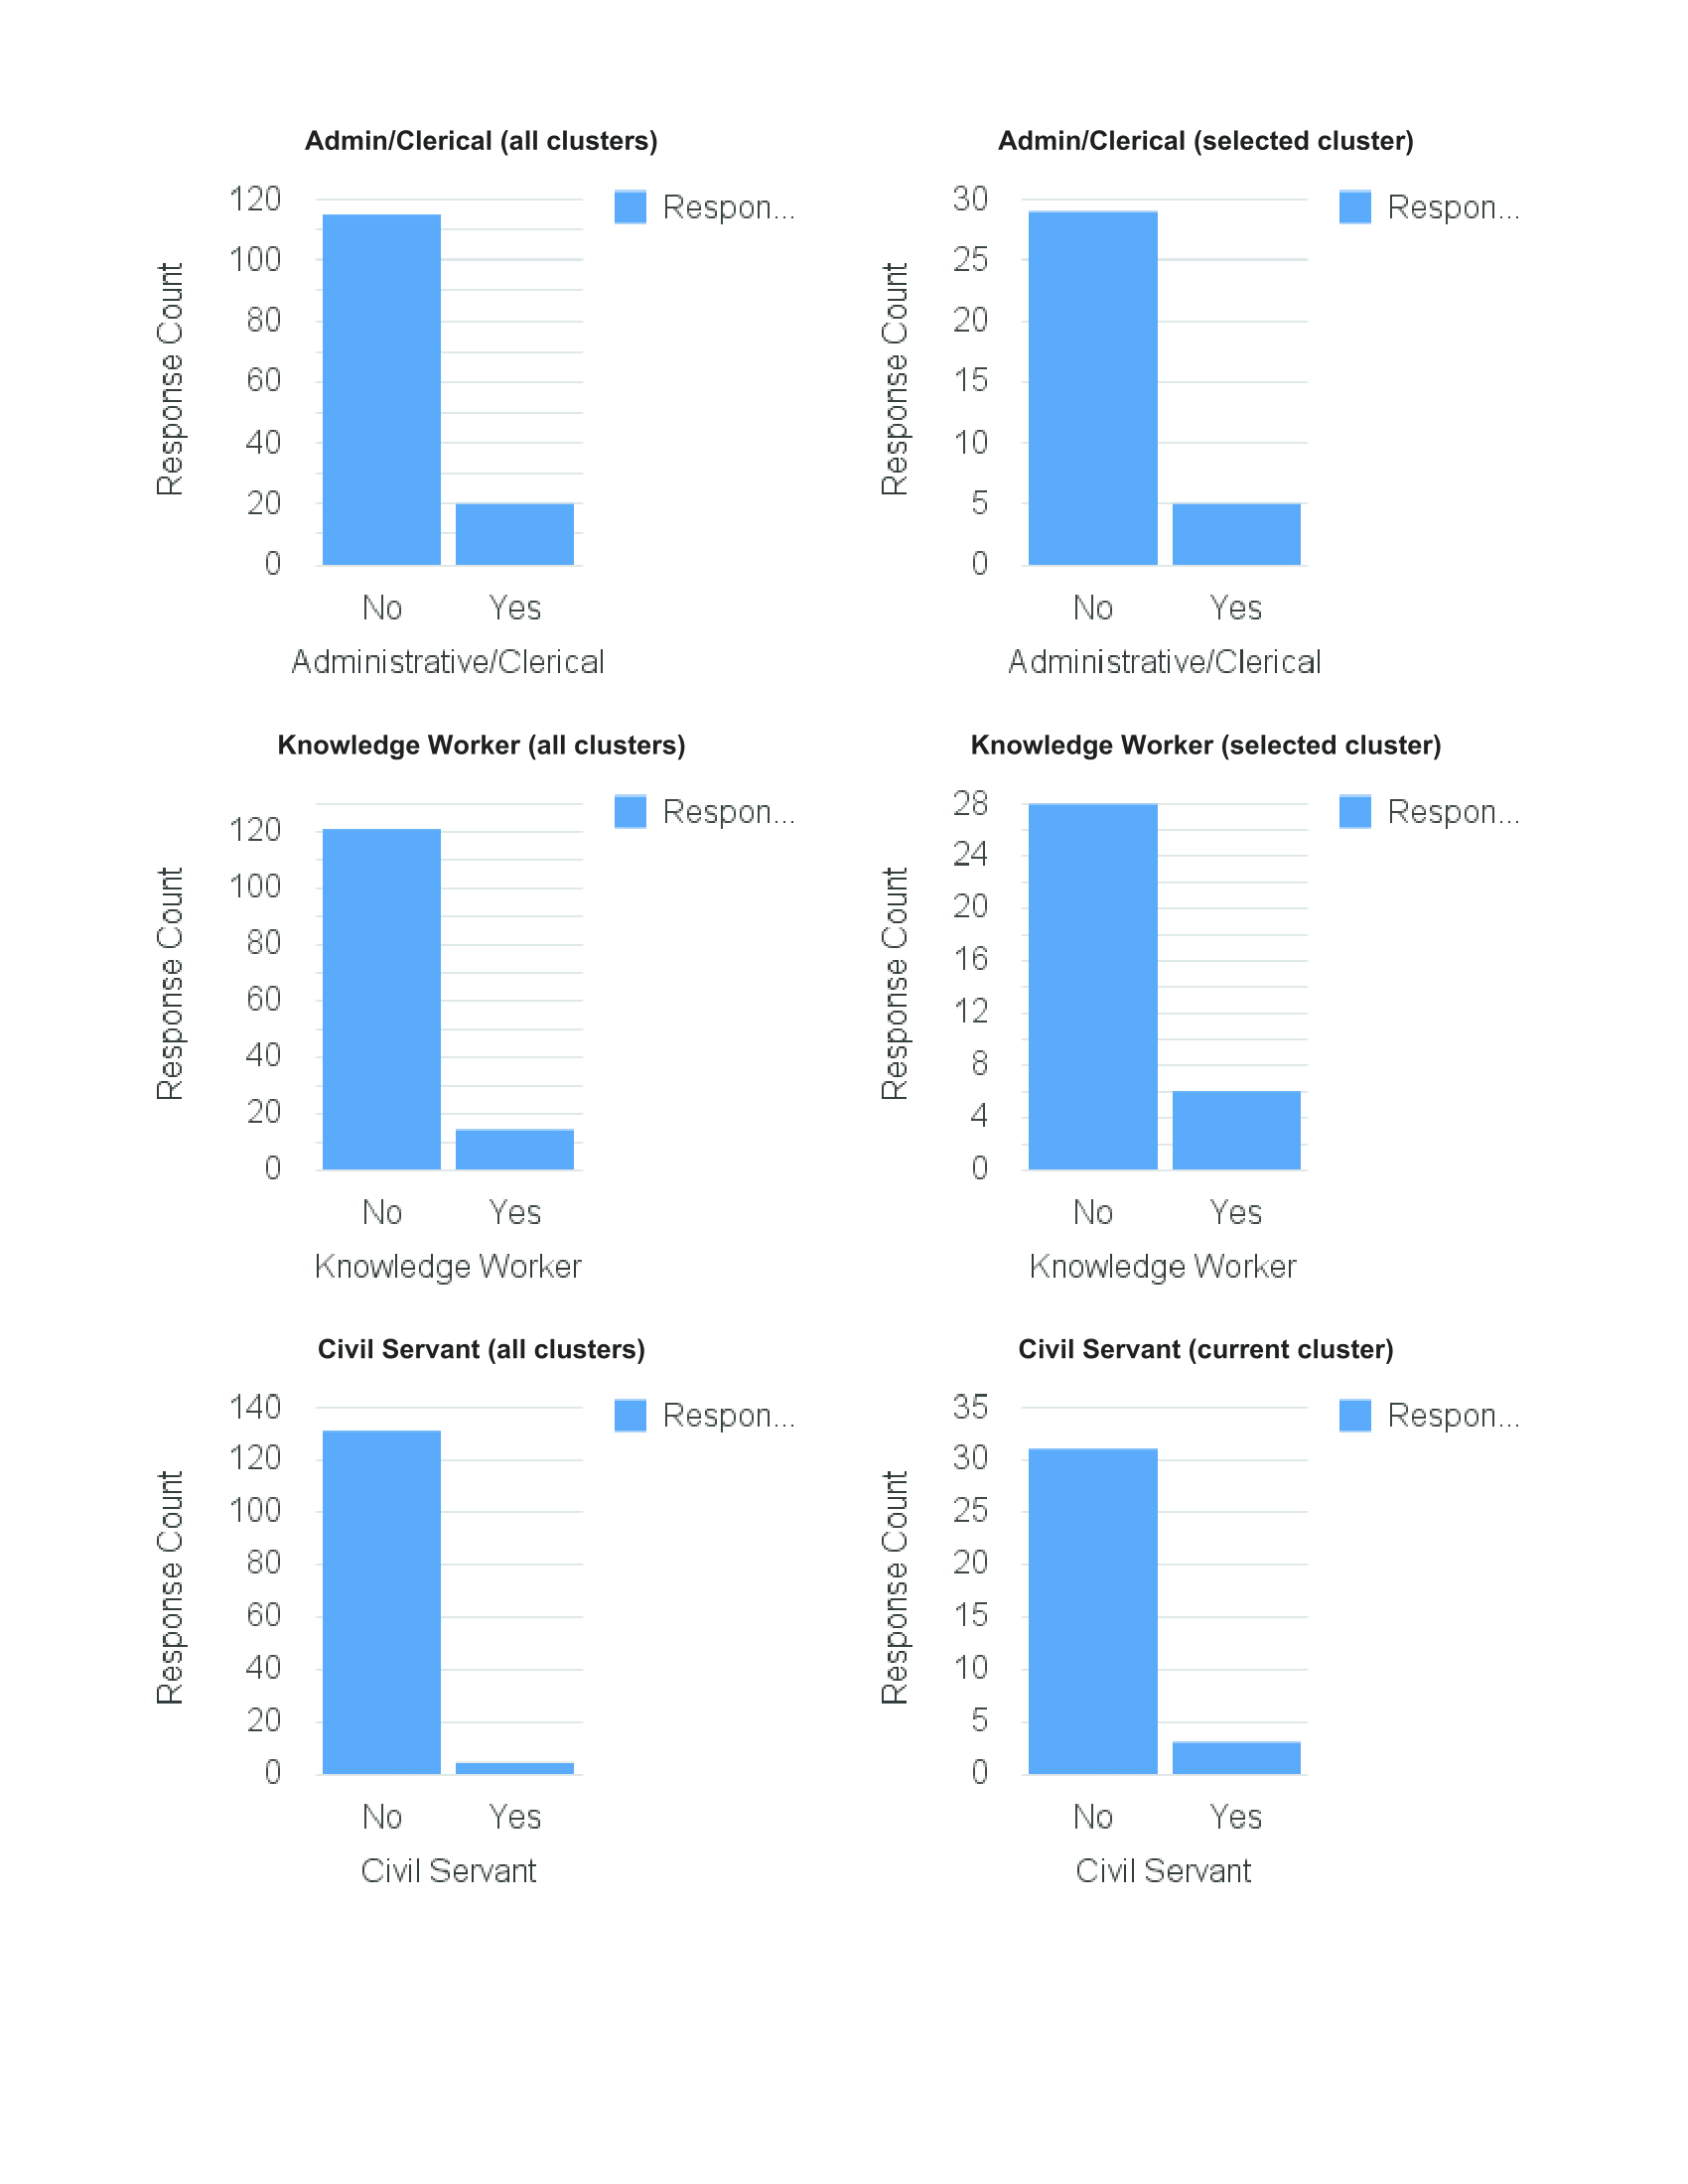 Admin/Clerical (all clusters)
120
100
80
60
40
20
0
Response Count
Respon...
No Yes
Administrative/Clerical
Admin/Clerical (selected cluster)
30
25
20
15
10
5
0
Response Count
Respon...
No Yes
Administrative/Clerical
Knowledge Worker (all clusters)
120
100
80
60
40
20
0
Response Count
Respon...
No Yes
Knowledge Worker
Knowledge Worker (selected cluster)
28
24
20
16
12
8
4
0
Response Count
Respon...
No Yes
Knowledge Worker
Civil Servant (all clusters)
140
120
100
80
60
40
20
0
Response Count
Respon...
No Yes
Civil Servant
Civil Servant (current cluster)
35
30
25
20
15
10
5
0
Response Count
Respon...
No Yes
Civil Servant